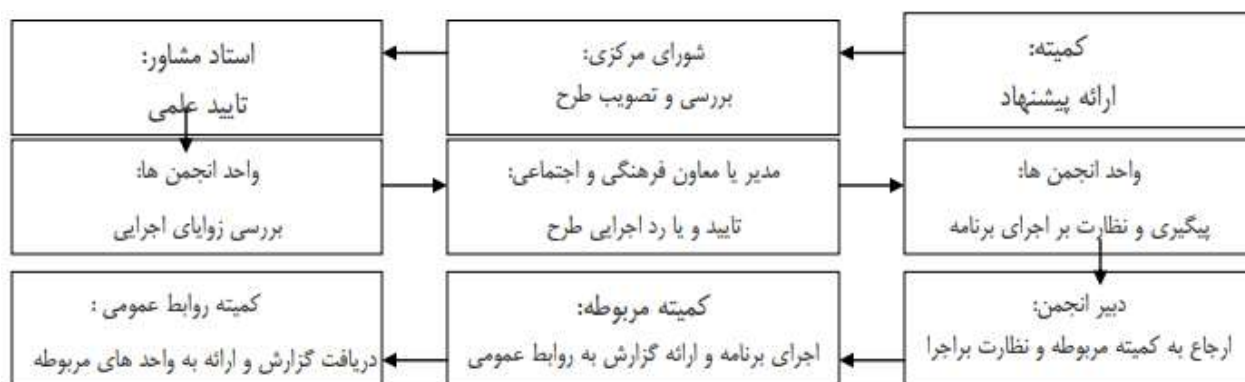 کمیته:
ارائه پیشنهاد
شورای مرکزی:
بررسی و تصویب طرح
استاد مشاور:
تایید علمی
واحد انجمن ها:
بررسی زوایای اجرایی
مدیر یا معاون فرهنگی و اجتماعی:
تایید و یا رد اجرایی طرح
واحد انجمن ها:
پیگیری و نظارت بر اجرای برنامه
دبیر انجمن:
ارجاع به کمیته مربوطه و نظارت براجرا
کمیته مربوطه:
اجرای برنامه و ارائه گزارش به روابط عمومی
کمیته روابط عمومی :
دریافت گزارش و ارائه به واحد های مربوطه